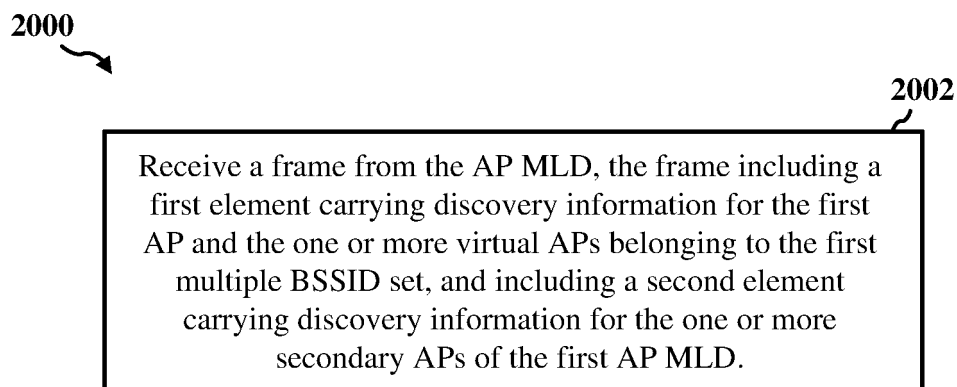 2000
2002
Receive a frame from the AP MLD, the frame including a
first element carrying discovery information for the first
AP and the one or more virtual APs belonging to the first
multiple BSSID set, and including a second element
carrying discovery information for the one or more
secondary APs of the first AP MLD.